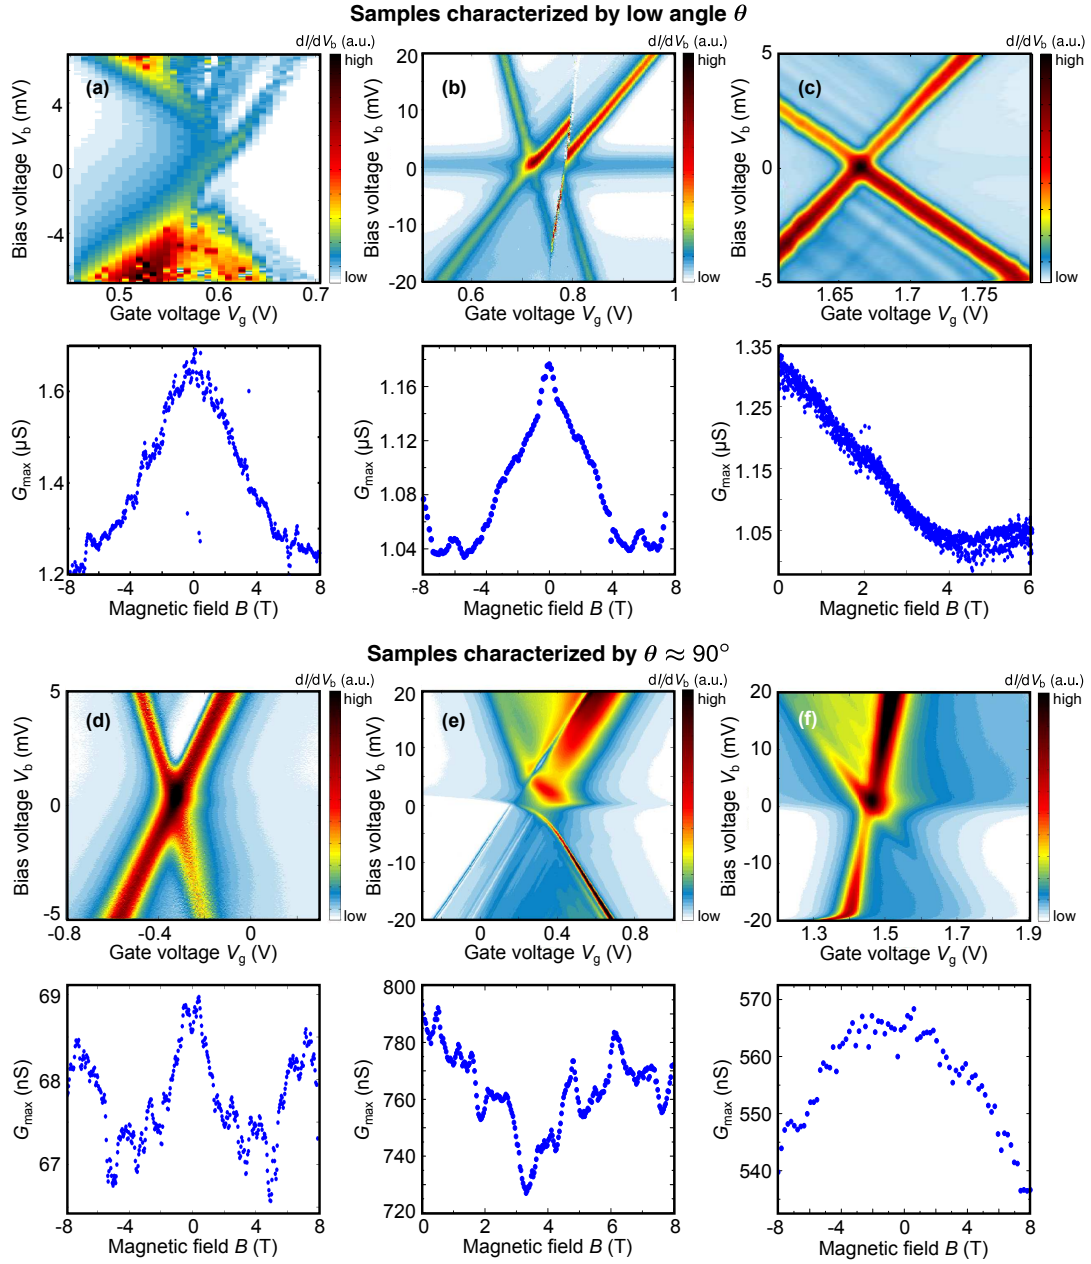 Samples characterized by low angle θ
dI/dVb (a.u.)
dI/dVb (a.u.)
dI/dVb (a.u.)
(a)
high
low
4
0
-4
Bias voltage Vb (mV)
0.5
0.6
0.7
Gate voltage Vg (V)
(b)
high
low
20
10
0
-10
-20
Bias voltage Vb (mV)
0.6
0.8
1
Gate voltage Vg (V)
(c)
high
low
5
0
-5
Bias voltage Vb (mV)
1.65
1.7
1.75
Gate voltage Vg (V)
1.6
1.4
1.2
Gmax (µS)
-8
-4
0
4
8
Magnetic field B (T)
1.16
1.12
1.08
1.04
Gmax (µS)
-8
-4
0
4
8
Magnetic field B (T)
1.35
1.25
1.15
1.05
Gmax (µS)
0
2
4
6
Magnetic field B (T)
Samples characterized by θ ≈ 90°
dI/dVb (a.u.)
dI/dVb (a.u.)
dI/dVb (a.u.)
(d)
high
low
5
0
-5
Bias voltage Vb (mV)
-0.8
-0.4
0
Gate voltage Vg (V)
(e)
high
low
20
10
0
-10
-20
Bias voltage Vb (mV)
0
0.4
0.8
Gate voltage Vg (V)
(f)
high
low
20
10
0
-10
-20
Bias voltage Vb (mV)
1.3
1.5
1.7
1.9
Gate voltage Vg (V)
69
68
67
Gmax (nS)
-8
-4
0
4
8
Magnetic field B (T)
800
780
760
740
720
Gmax (nS)
0
2
4
6
8
Magnetic field B (T)
570
560
550
540
Gmax (nS)
-8
-4
0
4
8
Magnetic field B (T)